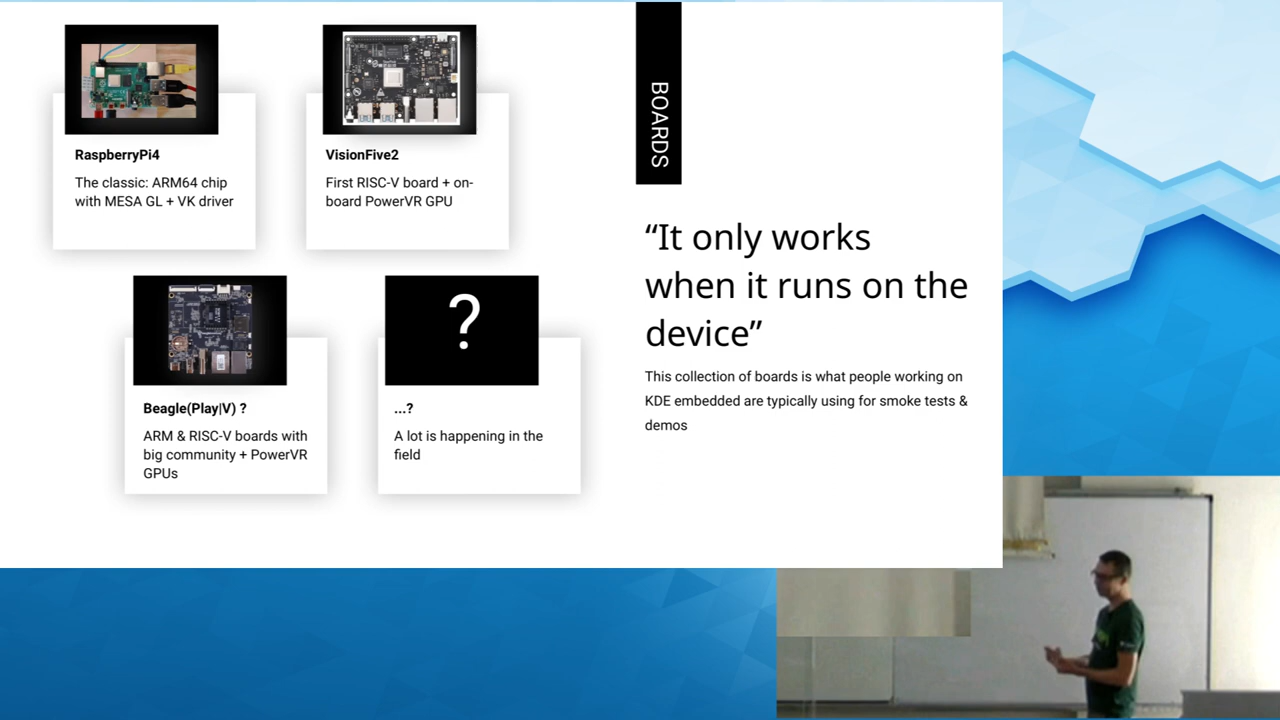 RaspberryPi4
The classic: ARM64 chip
with MESA GL + VK driver
VisionFive2
First RISC-V board + on-
board PowerVR GPU
Beagle(Play|V) ?
ARM & RISC-V boards with
big community + PowerVR
GPUs
?
...?
A lot is happening in the
field
BOARDS
“It only works
when it runs on the
device”
This collection of boards is what people working on
KDE embedded are typically using for smoke tests &
demos